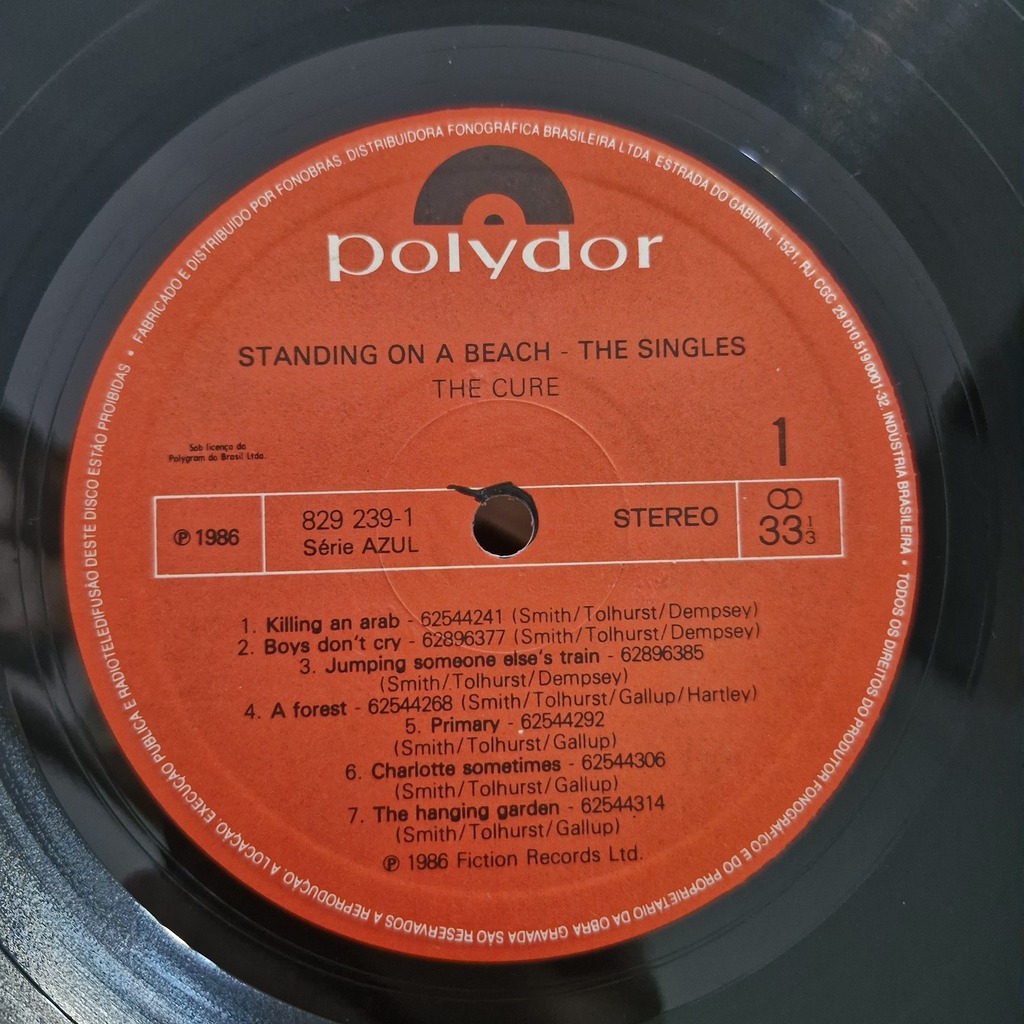 • FABRICADO E DISTRIBUÍDO POR FONOBRÁS. DISTRIBUIDORA FONOGRÁFICA BRASILEIRA LTDA. ESTRADA DO GABINAL, 1521, RJ CGC 29.010.519/0001-32. INDÚSTRIA BRASILEIRA • TODOS OS DIREITOS DO PRODUTOR FONOGRÁFICO E DO PROPRIETÁRIO DA OBRA GRAVADA SÃO RESERVADOS A REPRODUÇÃO, A LOCAÇÃO, EXECUÇÃO PÚBLICA E RADIOTELEDIFUSÃO DESTE DISCO ESTÃO PROIBIDAS
polydor
STANDING ON A BEACH - THE SINGLES
THE CURE
1
Sob licença da
Polygram do Brasil Ltda.
℗ 1986
829 239-1
Série AZUL
STEREO
33 1/3
1. Killing an arab - 62544241 (Smith/Tolhurst/Dempsey)
2. Boys don't cry - 62896377 (Smith/Tolhurst/Dempsey)
3. Jumping someone else's train - 62896385
(Smith/Tolhurst/Dempsey)
4. A forest - 62544268 (Smith/Tolhurst/Gallup/Hartley)
5. Primary - 62544292
(Smith/Tolhurst/Gallup)
6. Charlotte sometimes - 62544306
(Smith/Tolhurst/Gallup)
7. The hanging garden - 62544314
(Smith/Tolhurst/Gallup)
℗ 1986 Fiction Records Ltd.